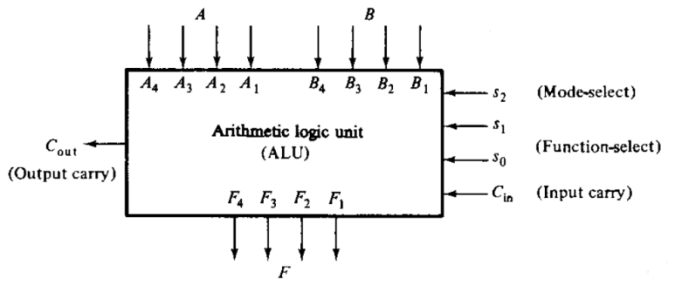 A B
A4 A3 A2 A1 B4 B3 B2 B1
s2 (Mode-select)
s1
Arithmetic logic unit
(ALU)
Cout
(Output carry)
(Function-select)
s0
F4 F3 F2 F1
Cin (Input carry)
F